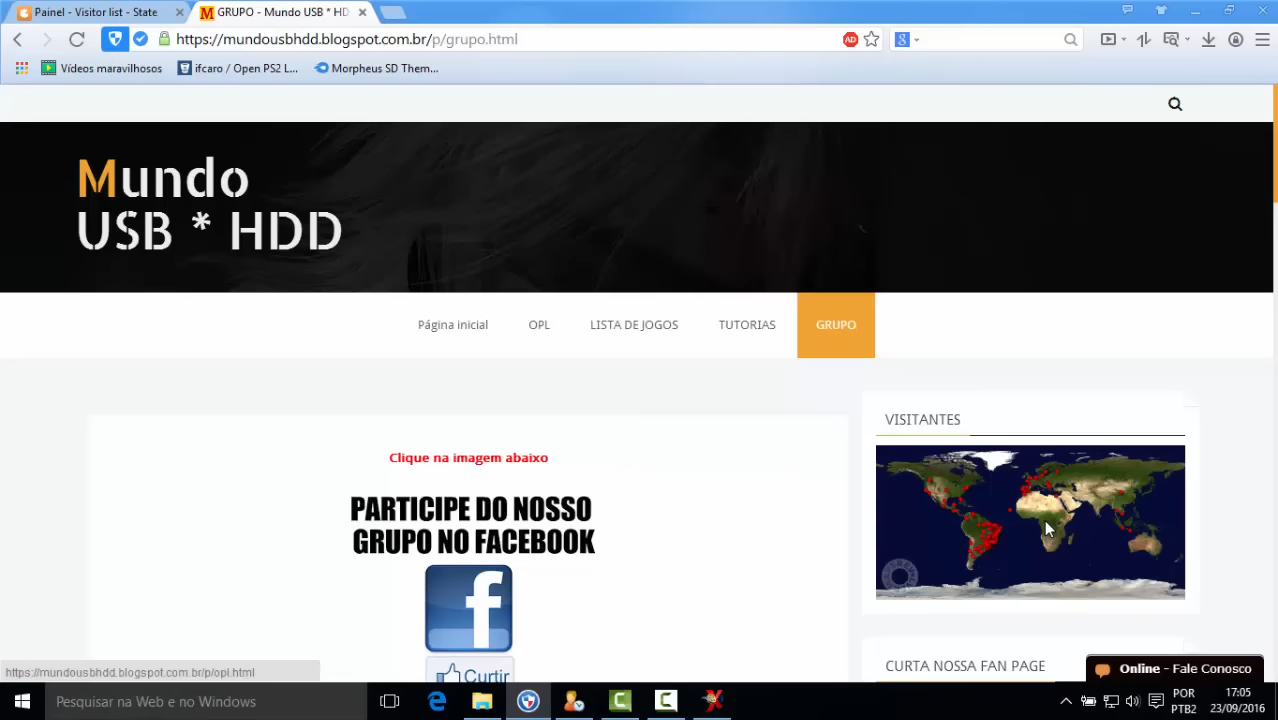 Painel - Visitor list - State
GRUPO - Mundo USB * HD
https://mundousbhdd.blogspot.com.br/p/grupo.html
Vídeos maravilhosos
ifcaro / Open PS2 L...
Morpheus SD Them...
Mundo
USB * HDD
Página inicial
OPL
LISTA DE JOGOS
TUTORIAS
GRUPO
VISITANTES
Clique na imagem abaixo
PARTICIPE DO NOSSO
GRUPO NO FACEBOOK
f
Curtir
CURTA NOSSA FAN PAGE
Online - Fale Conosco
https://mundousbhdd.blogspot.com.br/p/opl.html
Pesquisar na Web e no Windows
POR
PTB2
17:05
23/09/2016